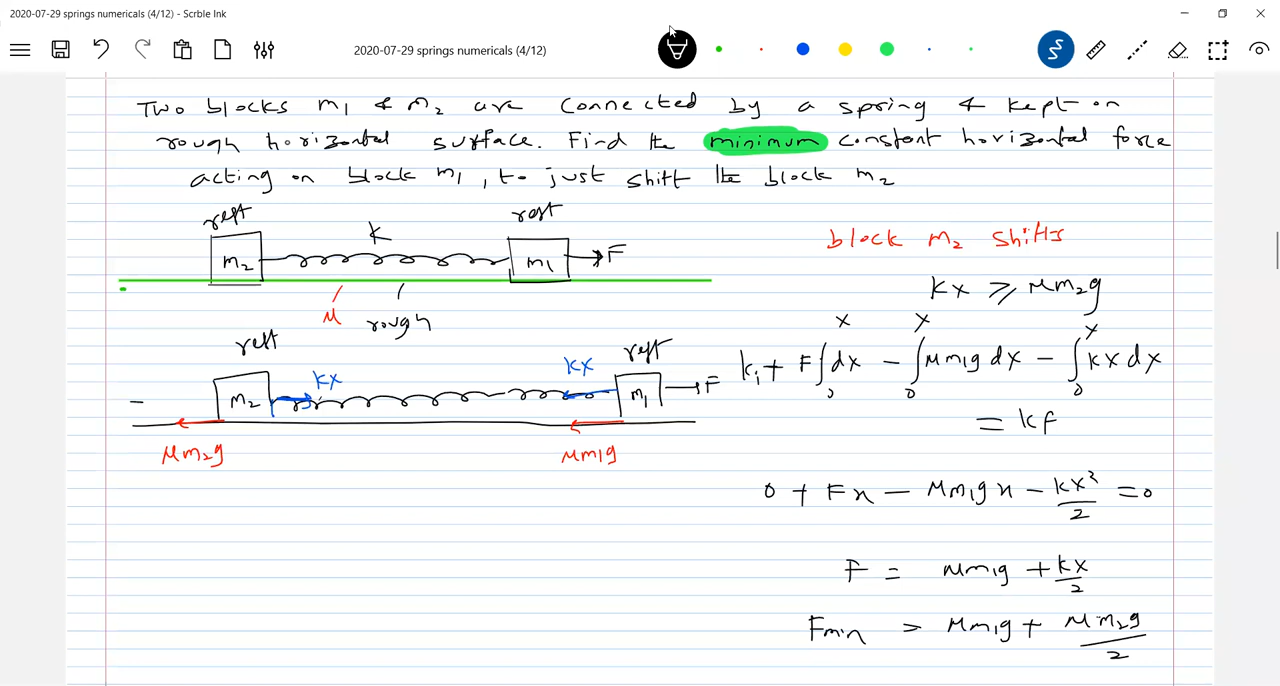 2020-07-29 springs numericals (4/12) - Scrble Ink
2020-07-29 springs numericals (4/12)
Two blocks m₁ & m₂ are connected by a spring & kept on
rough horizontal surface. Find the minimum constant horizontal force
acting on block m₁, to just shift the block m₂
rest rest
K
m₂ m₁ F
μ rough
block m₂ shifts
kx ≥ μm₂g
rest rest
kx kx
m₂ m₁ F
μm₂g μm₁g
kᵢ + F∫₀ˣ dx − ∫₀ˣ μm₁g dx − ∫₀ˣ kx dx
= kf
0 + Fx − μm₁gx − kx²/2 = 0
F = μm₁g + kx/2
Fmin = μm₁g + μm₂g/2